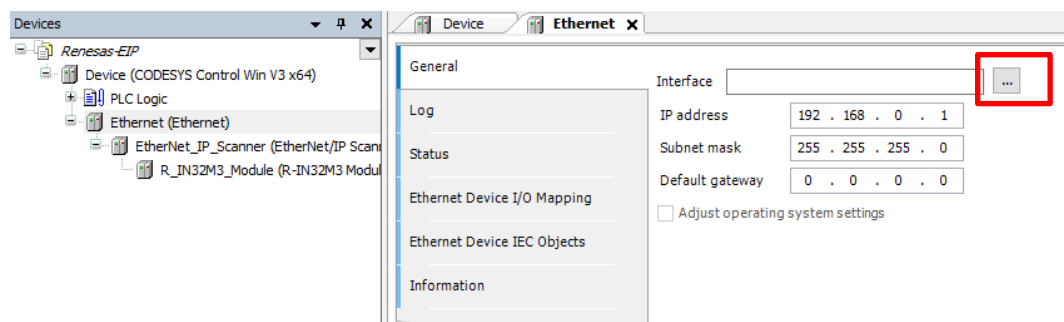 Devices
Renesas-EIP
Device (CODESYS Control Win V3 x64)
PLC Logic
Ethernet (Ethernet)
EtherNet_IP_Scanner (EtherNet/IP Scan
R_IN32M3_Module (R-IN32M3 Modul
Device
Ethernet
General
Log
Status
Ethernet Device I/O Mapping
Ethernet Device IEC Objects
Information
Interface ...
IP address 192 . 168 . 0 . 1
Subnet mask 255 . 255 . 255 . 0
Default gateway 0 . 0 . 0 . 0
Adjust operating system settings